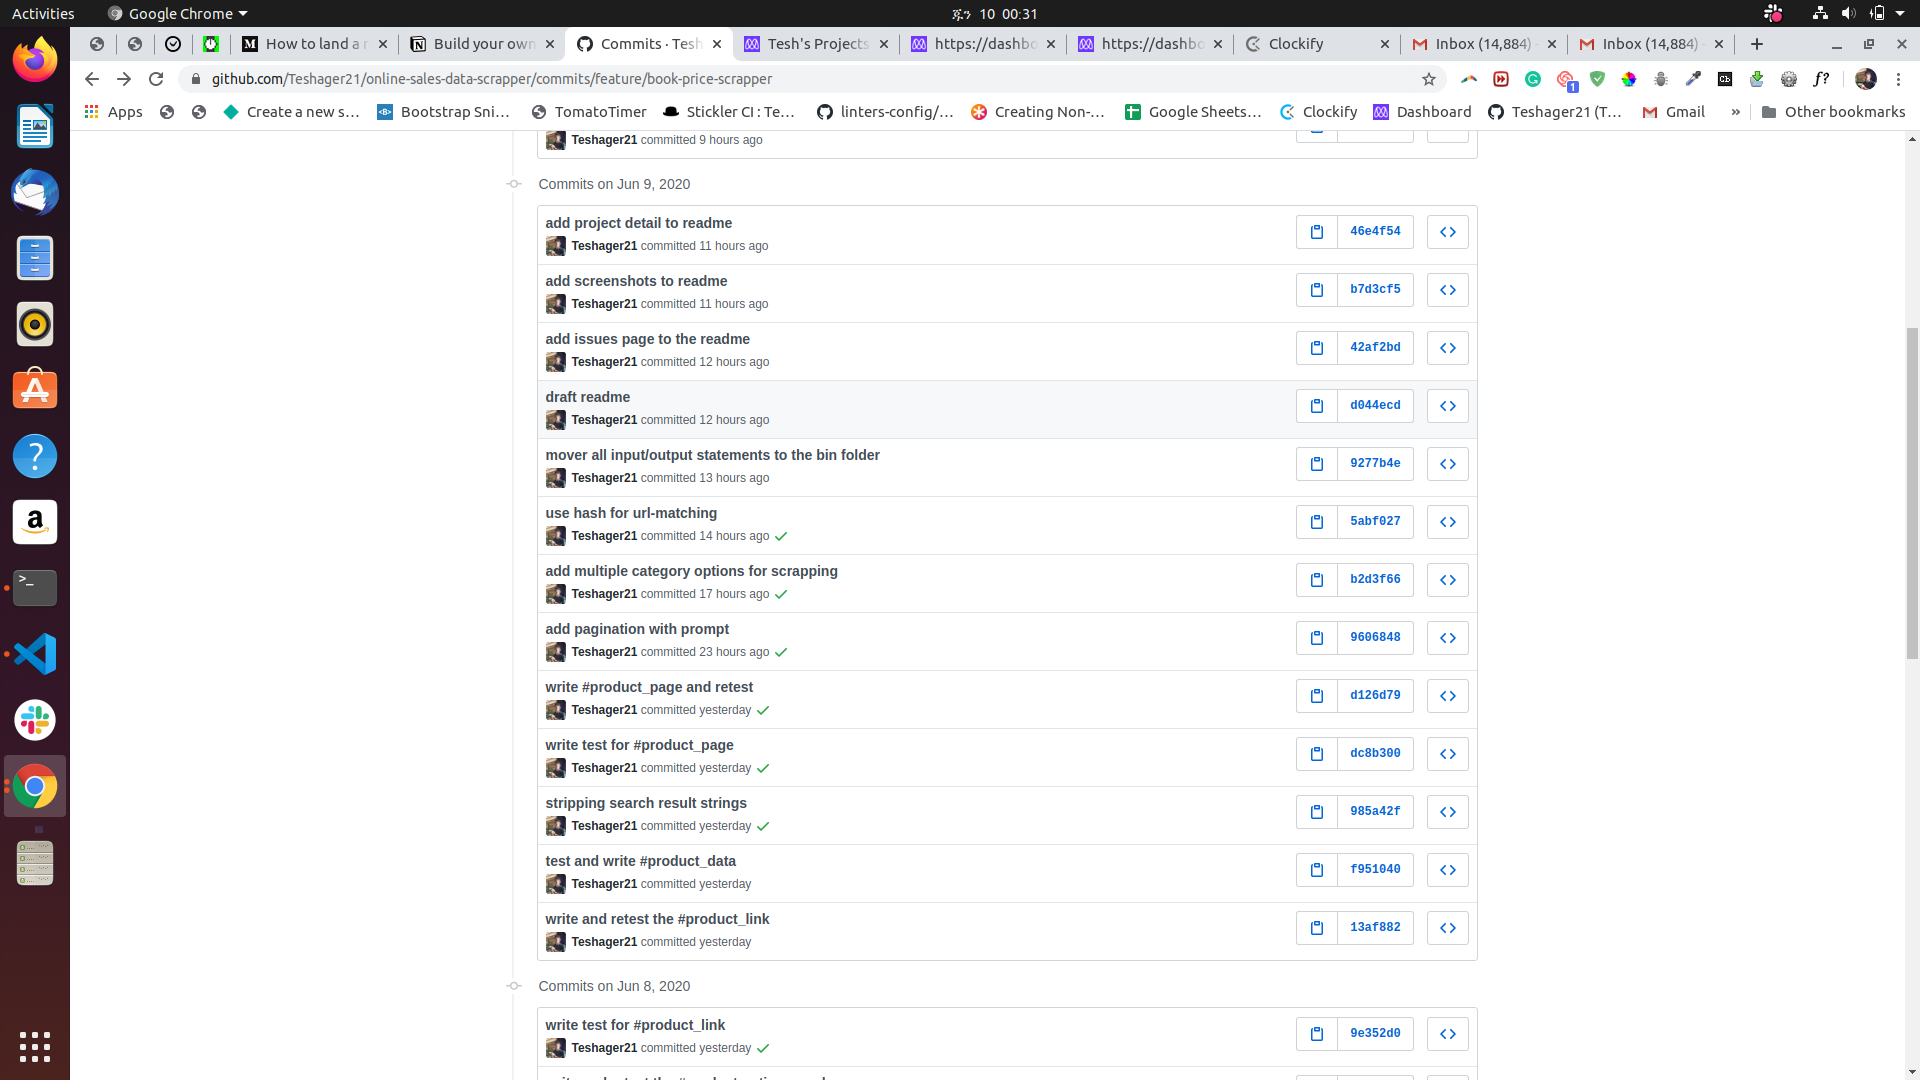 Activities
Google Chrome
ጁን 10 00:31
How to land a r
Build your own
Commits · Tesh
Tesh's Projects
https://dashbo
https://dashbo
Clockify
Inbox (14,884) -
Inbox (14,884) -
github.com/Teshager21/online-sales-data-scrapper/commits/feature/book-price-scrapper
1
f?
Apps
Create a new s…
Bootstrap Sni…
TomatoTimer
Stickler CI : Te…
linters-config/…
Creating Non-…
Google Sheets…
Clockify
Dashboard
Teshager21 (T…
Gmail
»
Other bookmarks
Teshager21 committed 9 hours ago
Commits on Jun 9, 2020
add project detail to readme
Teshager21 committed 11 hours ago
46e4f54
add screenshots to readme
Teshager21 committed 11 hours ago
b7d3cf5
add issues page to the readme
Teshager21 committed 12 hours ago
42af2bd
draft readme
Teshager21 committed 12 hours ago
d044ecd
mover all input/output statements to the bin folder
Teshager21 committed 13 hours ago
9277b4e
use hash for url-matching
Teshager21 committed 14 hours ago
5abf027
add multiple category options for scrapping
Teshager21 committed 17 hours ago
b2d3f66
add pagination with prompt
Teshager21 committed 23 hours ago
9606848
write #product_page and retest
Teshager21 committed yesterday
d126d79
write test for #product_page
Teshager21 committed yesterday
dc8b300
stripping search result strings
Teshager21 committed yesterday
985a42f
test and write #product_data
Teshager21 committed yesterday
f951040
write and retest the #product_link
Teshager21 committed yesterday
13af882
Commits on Jun 8, 2020
write test for #product_link
Teshager21 committed yesterday
9e352d0